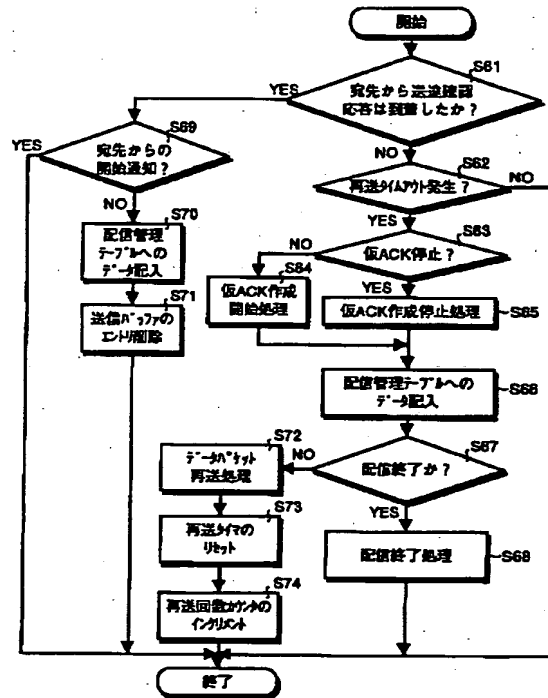 開始
S61
宛先から送達確認
応答は到着したか？
YES
NO
S69
宛先からの
開始通知？
YES
NO
S62
再送タイムアウト発生？
NO
YES
S70
配信管理
テーブルへの
データ記入
S63
仮ACK停止？
NO
YES
S64
仮ACK作成
開始処理
仮ACK作成停止処理
S65
S71
送信バッファの
エントリ削除
配信管理テーブルへの
データ記入
S66
S67
配信終了か？
NO
YES
S72
データパケット
再送処理
S73
再送タイマの
リセット
配信終了処理
S68
S74
再送回数カウンタの
インクリメント
終了